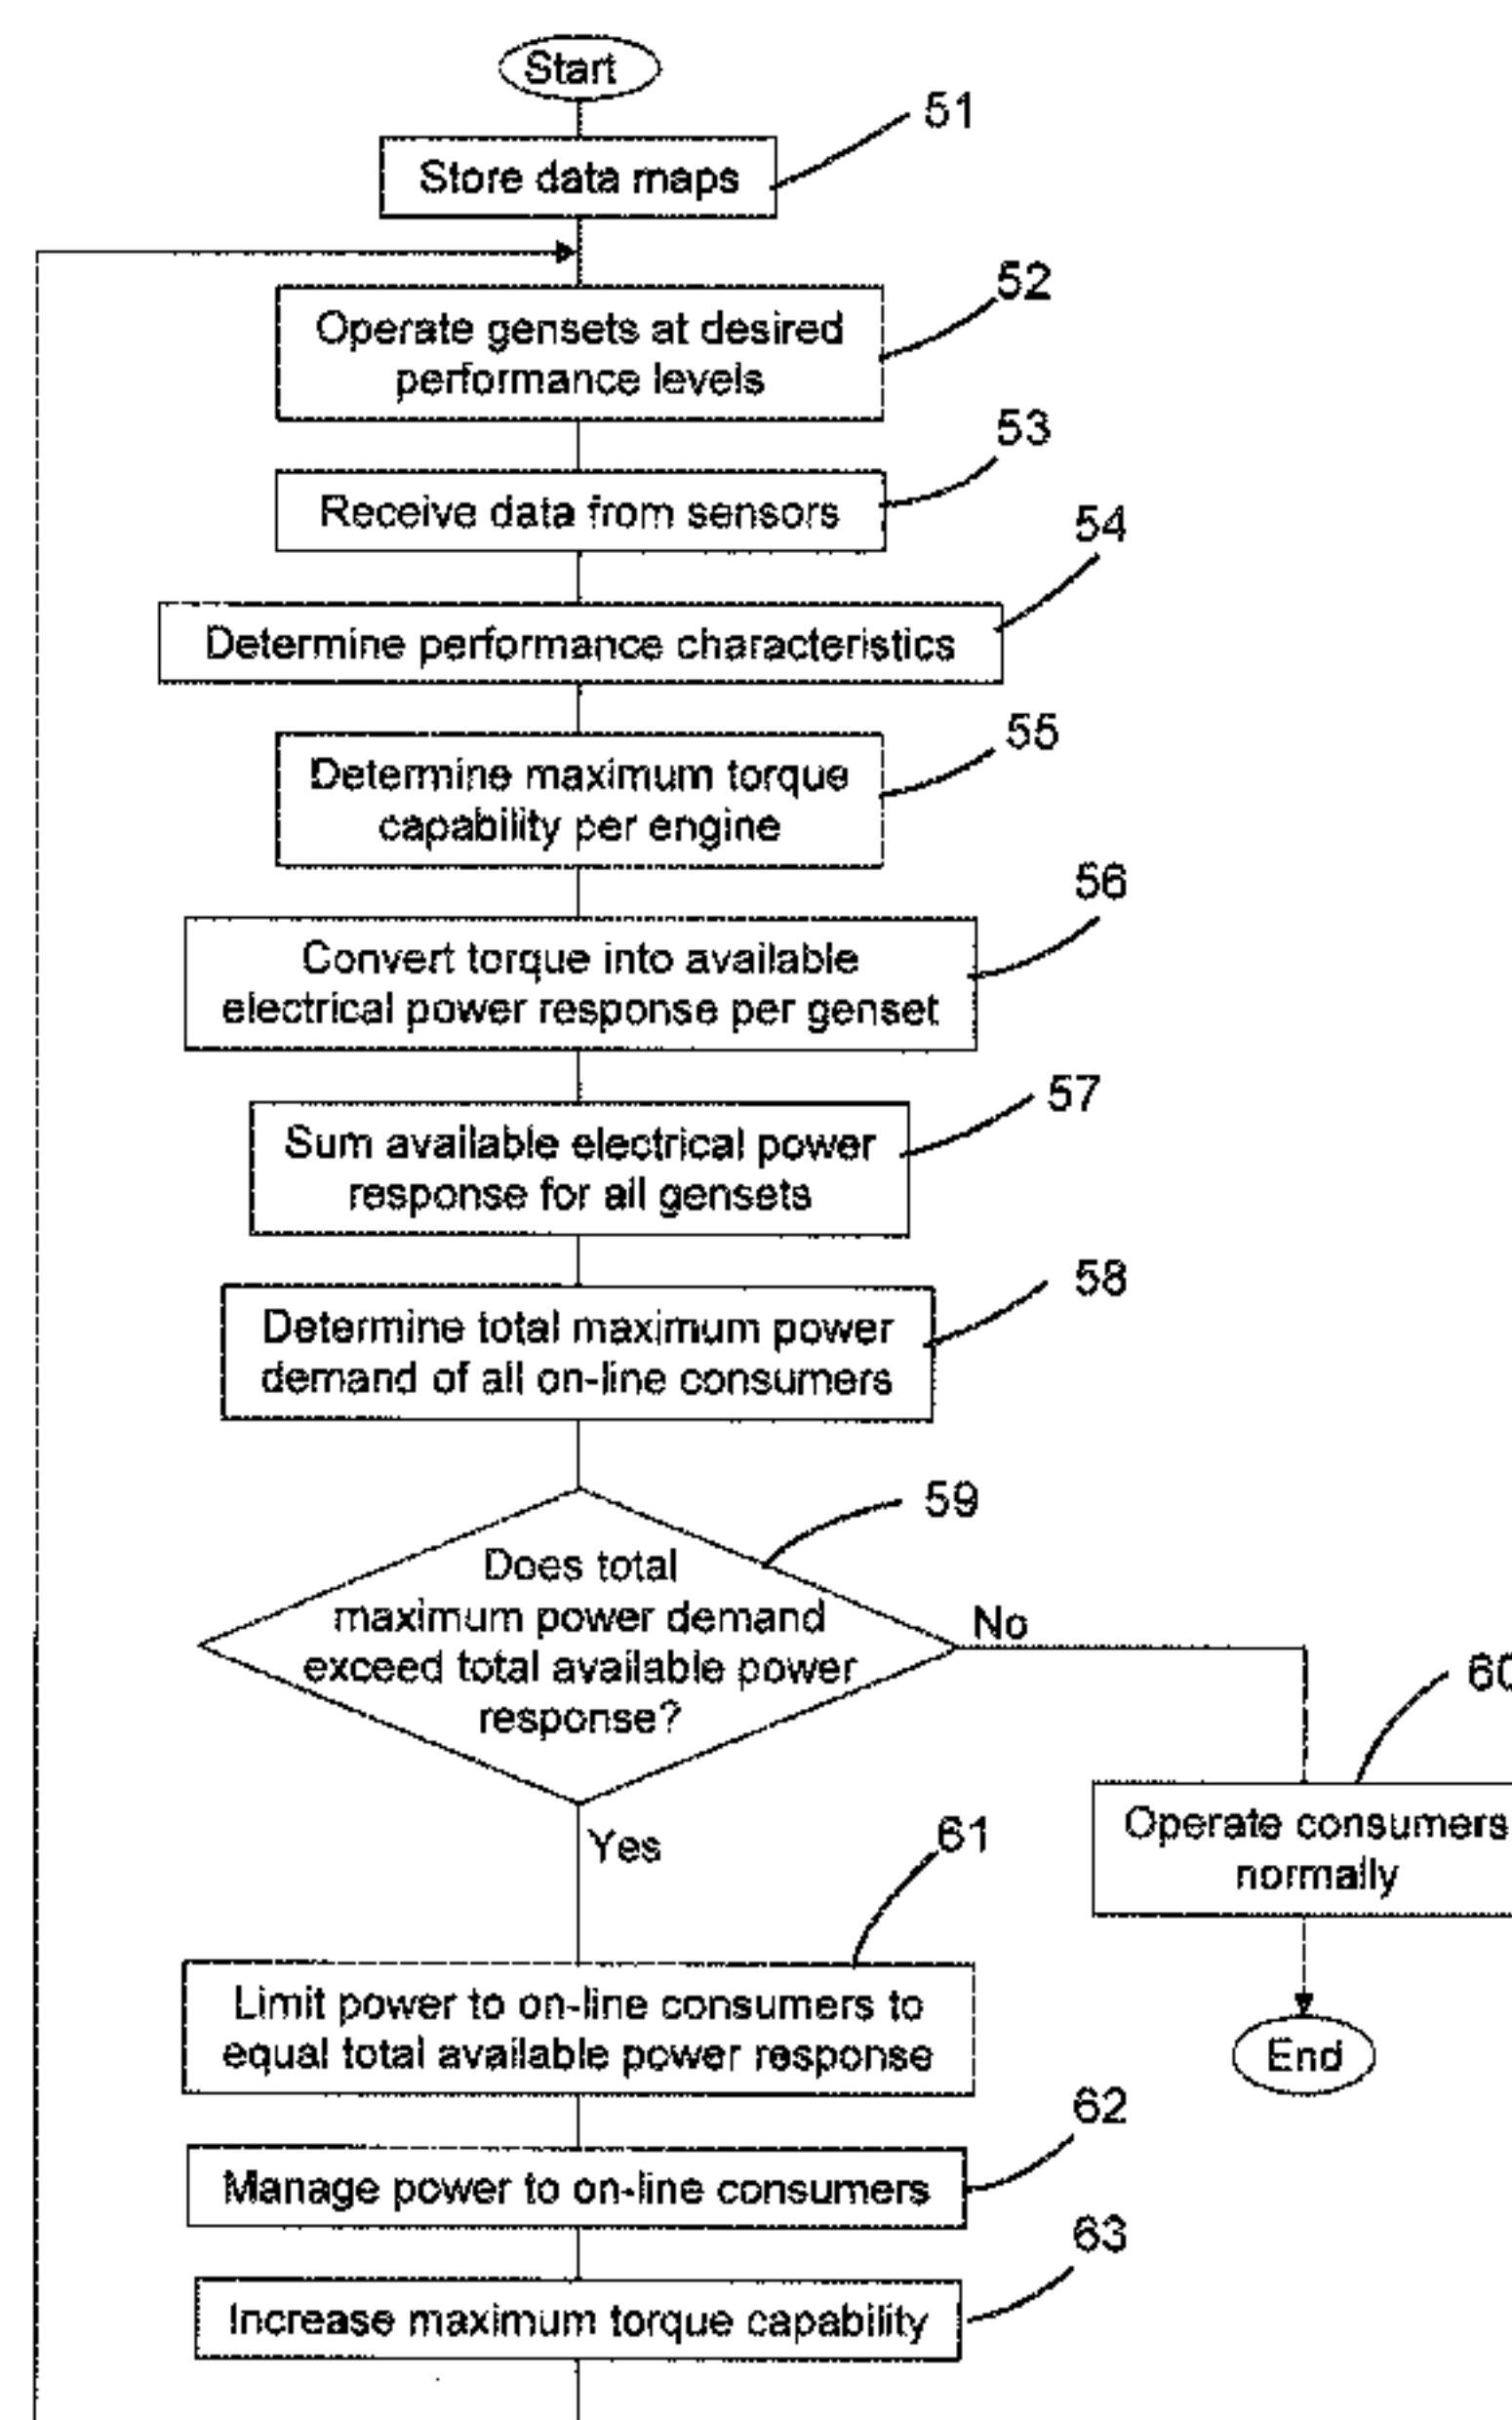 Start
51
Store data maps
52
Operate gensets at desired
performance levels
53
Receive data from sensors
54
Determine performance characteristics
55
Determine maximum torque
capability per engine
56
Convert torque into available
electrical power response per genset
57
Sum available electrical power
response for all gensets
58
Determine total maximum power
demand of all on-line consumers
59
Does total
maximum power demand
exceed total available power
response?
No
60
Operate consumers
normally
End
Yes
61
Limit power to on-line consumers to
equal total available power response
62
Manage power to on-line consumers
63
Increase maximum torque capability